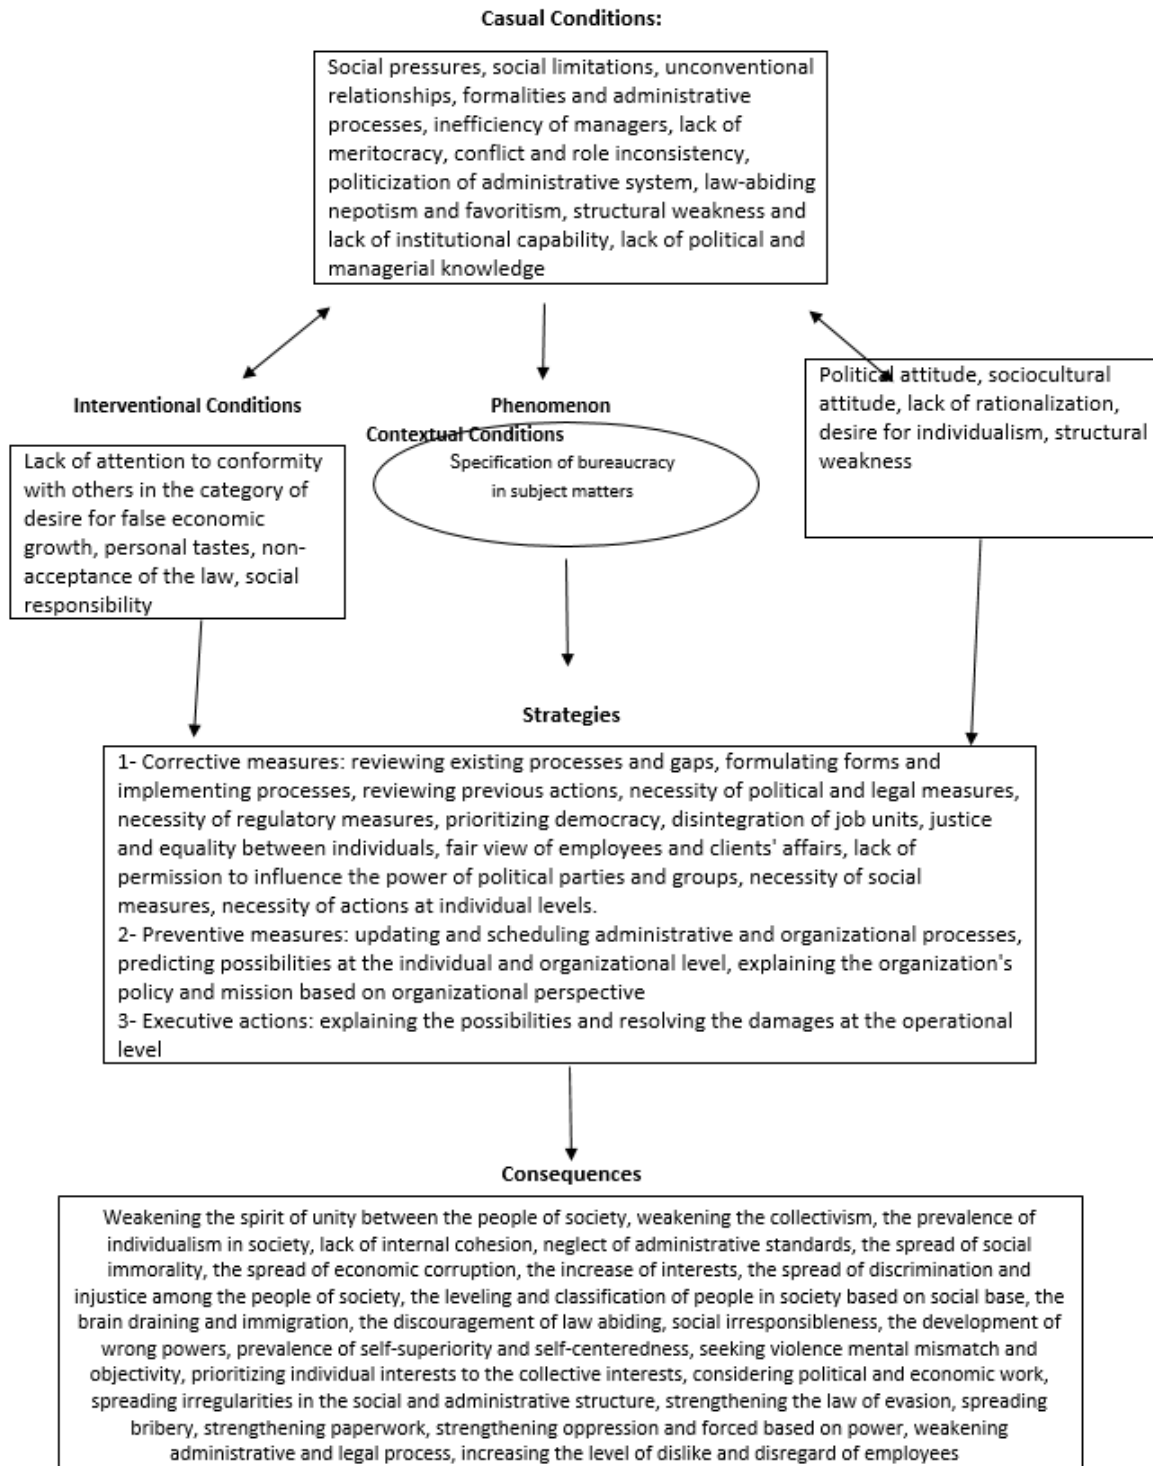 Casual Conditions:
Social pressures, social limitations, unconventional
relationships, formalities and administrative
processes, inefficiency of managers, lack of
meritocracy, conflict and role inconsistency,
politicization of administrative system, law-abiding
nepotism and favoritism, structural weakness and
lack of institutional capability, lack of political and
managerial knowledge
Interventional Conditions
Lack of attention to conformity
with others in the category of
desire for false economic
growth, personal tastes, non-
acceptance of the law, social
responsibility
Phenomenon
Contextual Conditions
Specification of bureaucracy
in subject matters
Political attitude, sociocultural
attitude, lack of rationalization,
desire for individualism, structural
weakness
Strategies
1- Corrective measures: reviewing existing processes and gaps, formulating forms and
implementing processes, reviewing previous actions, necessity of political and legal measures,
necessity of regulatory measures, prioritizing democracy, disintegration of job units, justice
and equality between individuals, fair view of employees and clients' affairs, lack of
permission to influence the power of political parties and groups, necessity of social
measures, necessity of actions at individual levels.
2- Preventive measures: updating and scheduling administrative and organizational processes,
predicting possibilities at the individual and organizational level, explaining the organization's
policy and mission based on organizational perspective
3- Executive actions: explaining the possibilities and resolving the damages at the operational
level
Consequences
Weakening the spirit of unity between the people of society, weakening the collectivism, the prevalence of
individualism in society, lack of internal cohesion, neglect of administrative standards, the spread of social
immorality, the spread of economic corruption, the increase of interests, the spread of discrimination and
injustice among the people of society, the leveling and classification of people in society based on social base, the
brain draining and immigration, the discouragement of law abiding, social irresponsibleness, the development of
wrong powers, prevalence of self-superiority and self-centeredness, seeking violence mental mismatch and
objectivity, prioritizing individual interests to the collective interests, considering political and economic work,
spreading irregularities in the social and administrative structure, strengthening the law of evasion, spreading
bribery, strengthening paperwork, strengthening oppression and forced based on power, weakening
administrative and legal process, increasing the level of dislike and disregard of employees